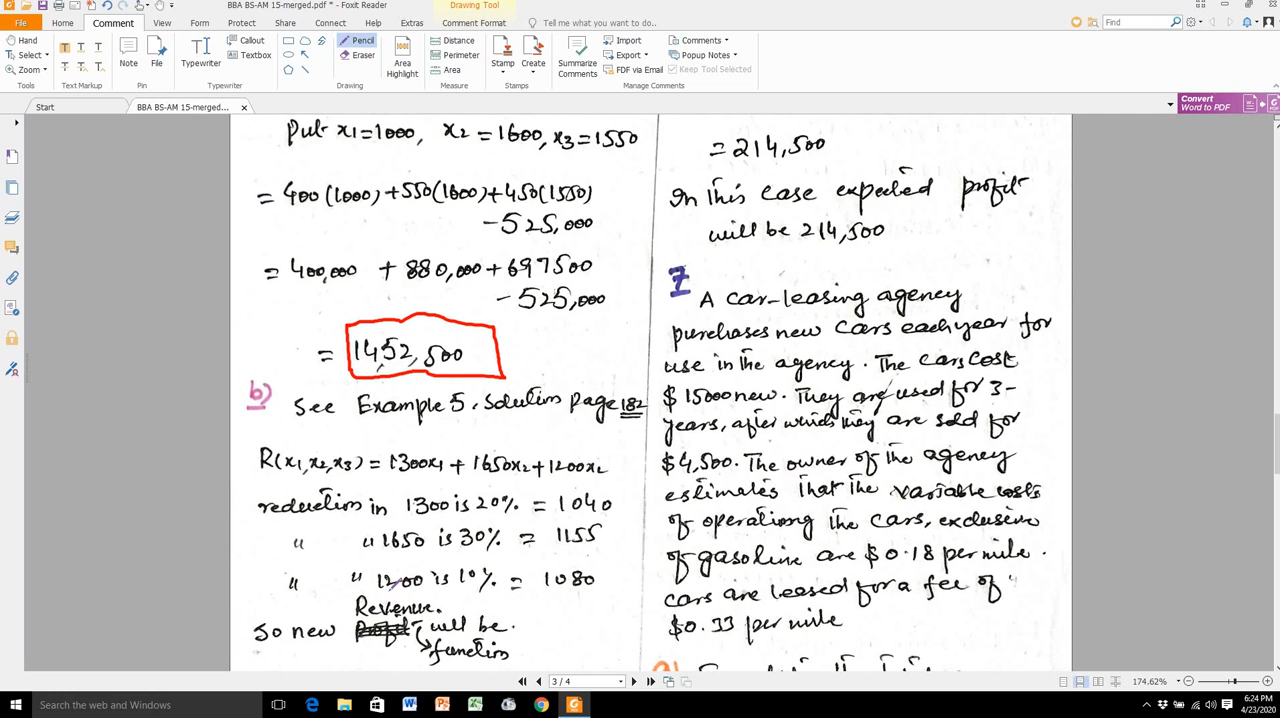 BBA BS-AM 15-merged.pdf * - Foxit Reader
Drawing Tool
File
Home
Comment
View
Form
Protect
Share
Connect
Help
Extras
Comment Format
Tell me what you want to do...
Find
Hand
Select
Zoom
Tools
Text Markup
Note
File
Pin
Typewriter
Callout
Textbox
Typewriter
Pencil
Eraser
Drawing
Area Highlight
Distance
Perimeter
Area
Measure
Stamp
Create
Stamps
Summarize Comments
Import
Export
FDF via Email
Comments
Popup Notes
Keep Tool Selected
Manage Comments
Start
BBA BS-AM 15-merged....
Convert
Word to PDF
Put x1=1000, x2=1600, x3=1550
= 400(1000)+550(1600)+450(1550)
-525,000
= 400,000 + 880,000+697500
-525,000
= 14,52,500
b) See Example 5. Solution page 182
R(x1,x2,x3) = 1300x1 + 1650x2+1200x2
reduction in 1300 is 20% = 1040
" " 1650 is 30% = 1155
" " 1200 is 10% = 1080
Revenue.
So new will be.
function
= 214,500
In this case expected profit
will be 214,500
7
A car-leasing agency
purchases new cars each year for
use in the agency. The cars cost
$ 15000 new. They are used for 3-
years, after which they are sold for
$4,500. The owner of the agency
estimates that the variable costs
of operationg the cars, exclusive
of gasoline are $0.18 per mile.
cars are leased for a fee of
$0.33 per mile
3 / 4
174.62%
Search the web and Windows
6:24 PM
4/23/2020